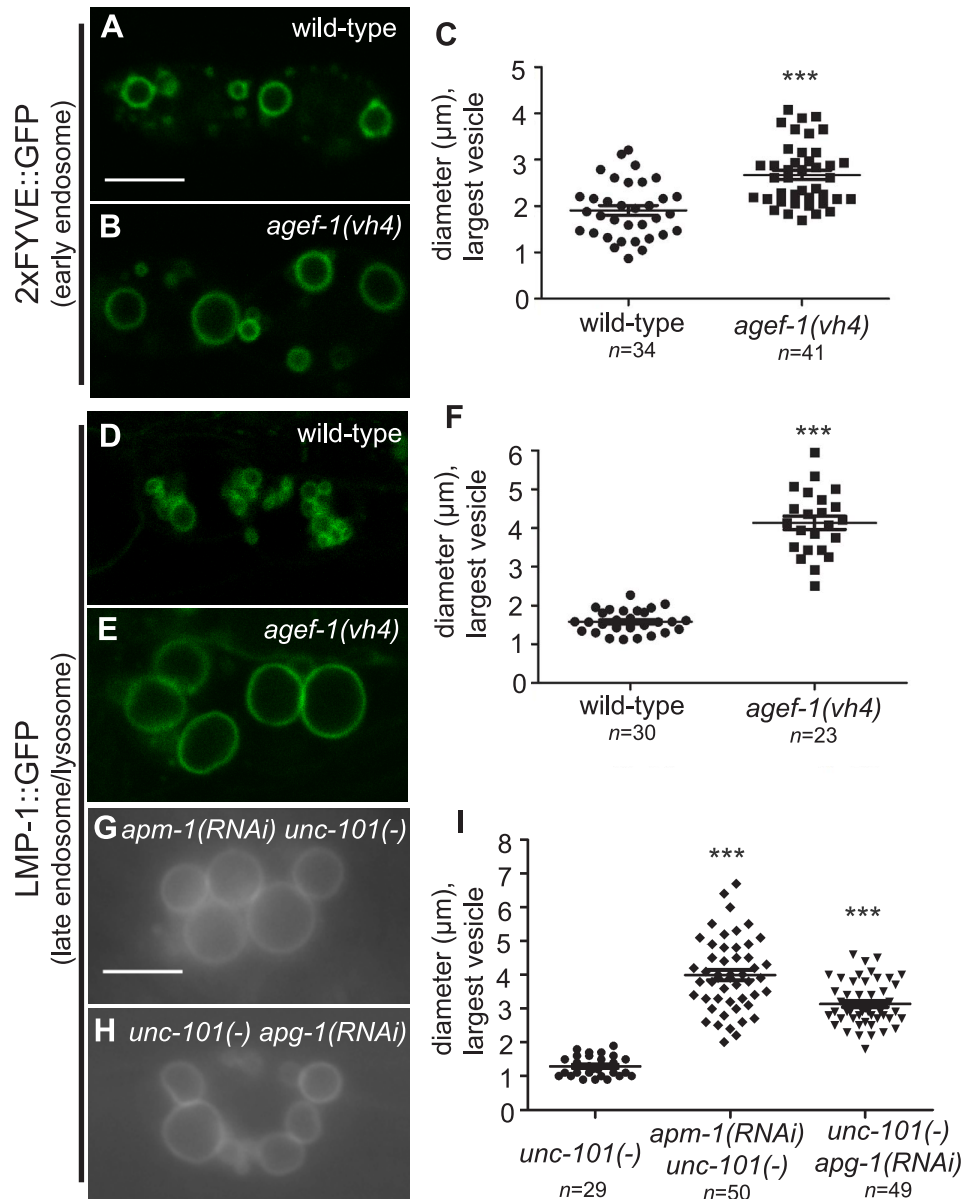 2xFYVE::GFP
(early endosome)
A wild-type
B agef-1(vh4)
C
diameter (µm),
largest vesicle
5
4
3
2
1
0
***
wild-type
n=34
agef-1(vh4)
n=41
LMP-1::GFP
(late endosome/lysosome)
D wild-type
E agef-1(vh4)
F
diameter (µm),
largest vesicle
6
5
4
3
2
1
0
***
wild-type
n=30
agef-1(vh4)
n=23
G apm-1(RNAi) unc-101(-)
H unc-101(-) apg-1(RNAi)
I
diameter (µm),
largest vesicle
8
7
6
5
4
3
2
1
0
***
***
unc-101(-)
n=29
apm-1(RNAi)
unc-101(-)
n=50
unc-101(-)
apg-1(RNAi)
n=49